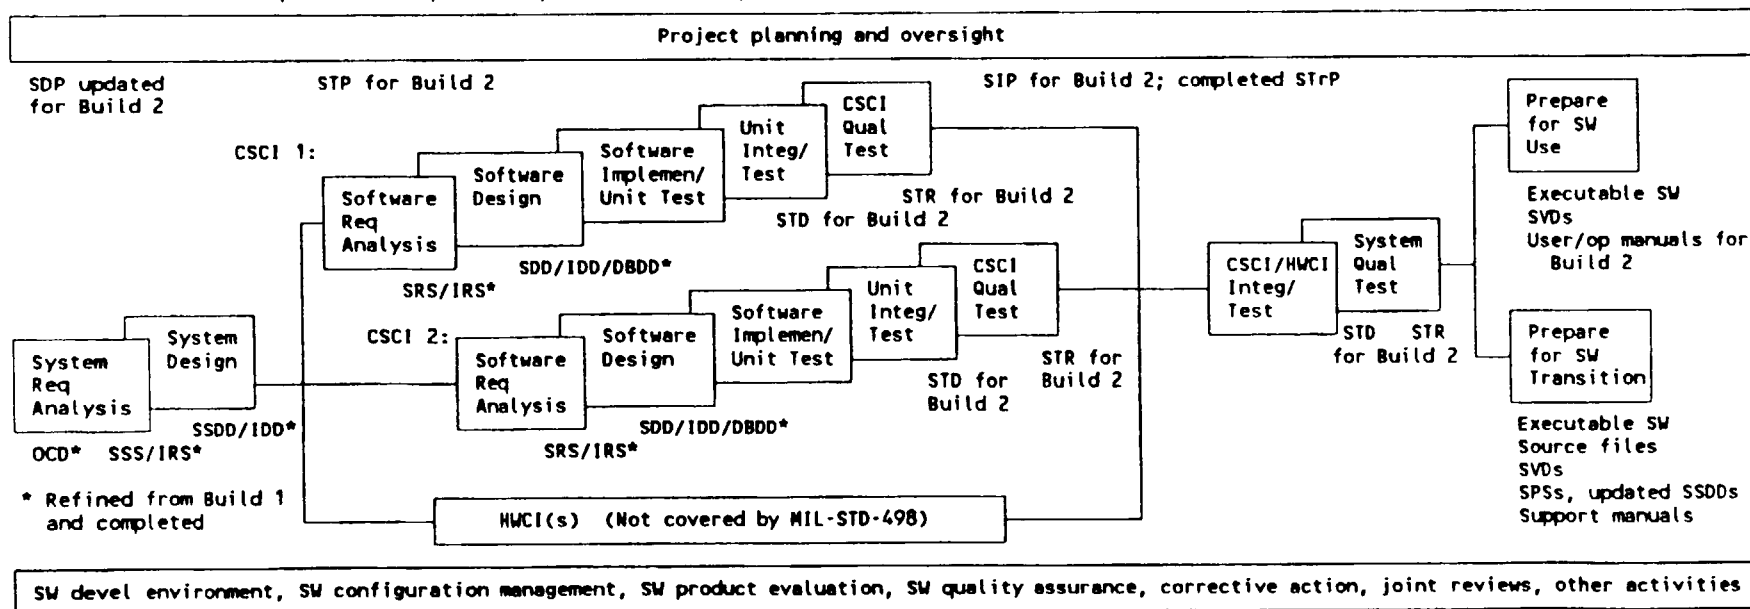 Project planning and oversight
SDP updated
for Build 2
STP for Build 2
SIP for Build 2; completed STrP
CSCI 1:
Software
Req
Analysis
Software
Design
Software
Implemen/
Unit Test
Unit
Integ/
Test
CSCI
Qual
Test
STR for Build 2
STD for Build 2
SDD/IDD/DBDD*
SRS/IRS*
CSCI 2:
Software
Req
Analysis
Software
Design
Software
Implemen/
Unit Test
Unit
Integ/
Test
CSCI
Qual
Test
STR for
Build 2
STD for
Build 2
SDD/IDD/DBDD*
SRS/IRS*
System
Req
Analysis
System
Design
SSDD/IDD*
OCD* SSS/IRS*
* Refined from Build 1
and completed
HWCI(s) (Not covered by MIL-STD-498)
CSCI/HWCI
Integ/
Test
System
Qual
Test
STD STR
for Build 2
Prepare
for SW
Use
Executable SW
SVDs
User/op manuals for
Build 2
Prepare
for SW
Transition
Executable SW
Source files
SVDs
SPSs, updated SSDDs
Support manuals
SW devel environment, SW configuration management, SW product evaluation, SW quality assurance, corrective action, joint reviews, other activities